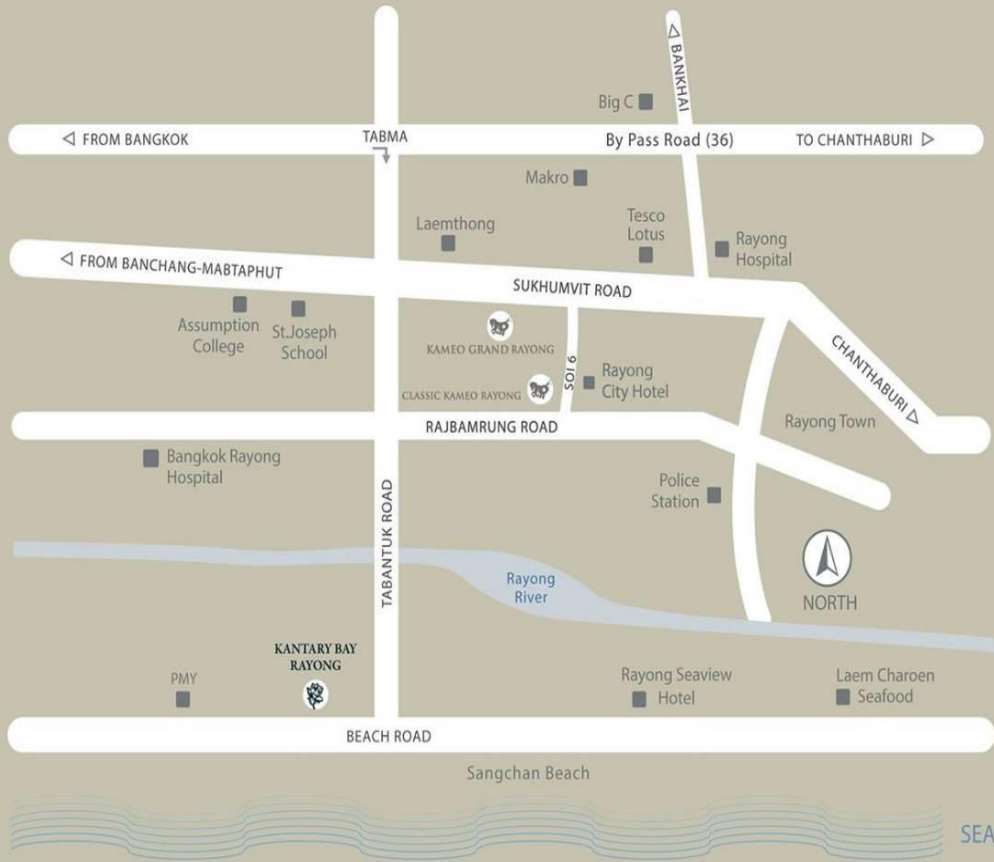 BANKHAI
Big C
FROM BANGKOK
TABMA
By Pass Road (36)
TO CHANTHABURI
Makro
Laemthong
Tesco
Lotus
Rayong
Hospital
FROM BANCHANG-MABTAPHUT
SUKHUMVIT ROAD
Assumption
College
St.Joseph
School
KAMEO GRAND RAYONG
SOI 6
CHANTHABURI
CLASSIC KAMEO RAYONG
Rayong
City Hotel
RAJBAMRUNG ROAD
Rayong Town
Bangkok Rayong
Hospital
Police
Station
TABANTUK ROAD
Rayong
River
NORTH
KANTARY BAY
RAYONG
PMY
Rayong Seaview
Hotel
Laem Charoen
Seafood
BEACH ROAD
Sangchan Beach
SEA